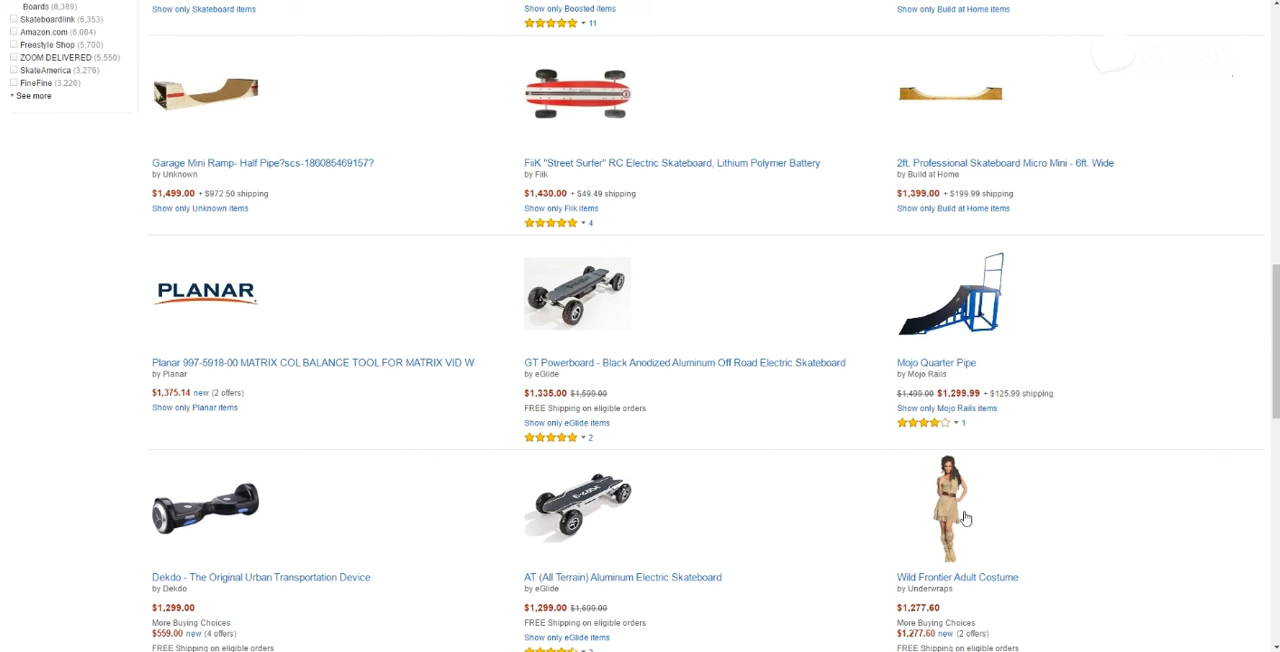 Boards (8,389)
Skateboardlink (6,353)
Amazon.com (6,084)
Freestyle Shop (5,700)
ZOOM DELIVERED (5,550)
SkateAmerica (3,276)
FineFine (3,226)
+ See more
Show only Skateboard items
Show only Boosted items
11
Show only Build at Home items
Garage Mini Ramp- Half Pipe?scs-186085469157?
by Unknown
$1,499.00 + $972.50 shipping
Show only Unknown items
FiiK "Street Surfer" RC Electric Skateboard, Lithium Polymer Battery
by Fiik
$1,430.00 + $49.49 shipping
Show only Fiik items
4
2ft. Professional Skateboard Micro Mini - 6ft. Wide
by Build at Home
$1,399.00 + $199.99 shipping
Show only Build at Home items
PLANAR
Planar 997-5918-00 MATRIX COL BALANCE TOOL FOR MATRIX VID W
by Planar
$1,375.14 new (2 offers)
Show only Planar items
GT Powerboard - Black Anodized Aluminum Off Road Electric Skateboard
by eGlide
$1,335.00 $1,599.00
FREE Shipping on eligible orders
Show only eGlide items
2
Mojo Quarter Pipe
by Mojo Rails
$1,499.00 $1,299.99 + $125.99 shipping
Show only Mojo Rails items
1
Dekdo - The Original Urban Transportation Device
by Dekdo
$1,299.00
More Buying Choices
$559.00 new (4 offers)
FREE Shipping on eligible orders
AT (All Terrain) Aluminum Electric Skateboard
by eGlide
$1,299.00 $1,699.00
FREE Shipping on eligible orders
Show only eGlide items
Wild Frontier Adult Costume
by Underwraps
$1,277.60
More Buying Choices
$1,277.60 new (2 offers)
FREE Shipping on eligible orders